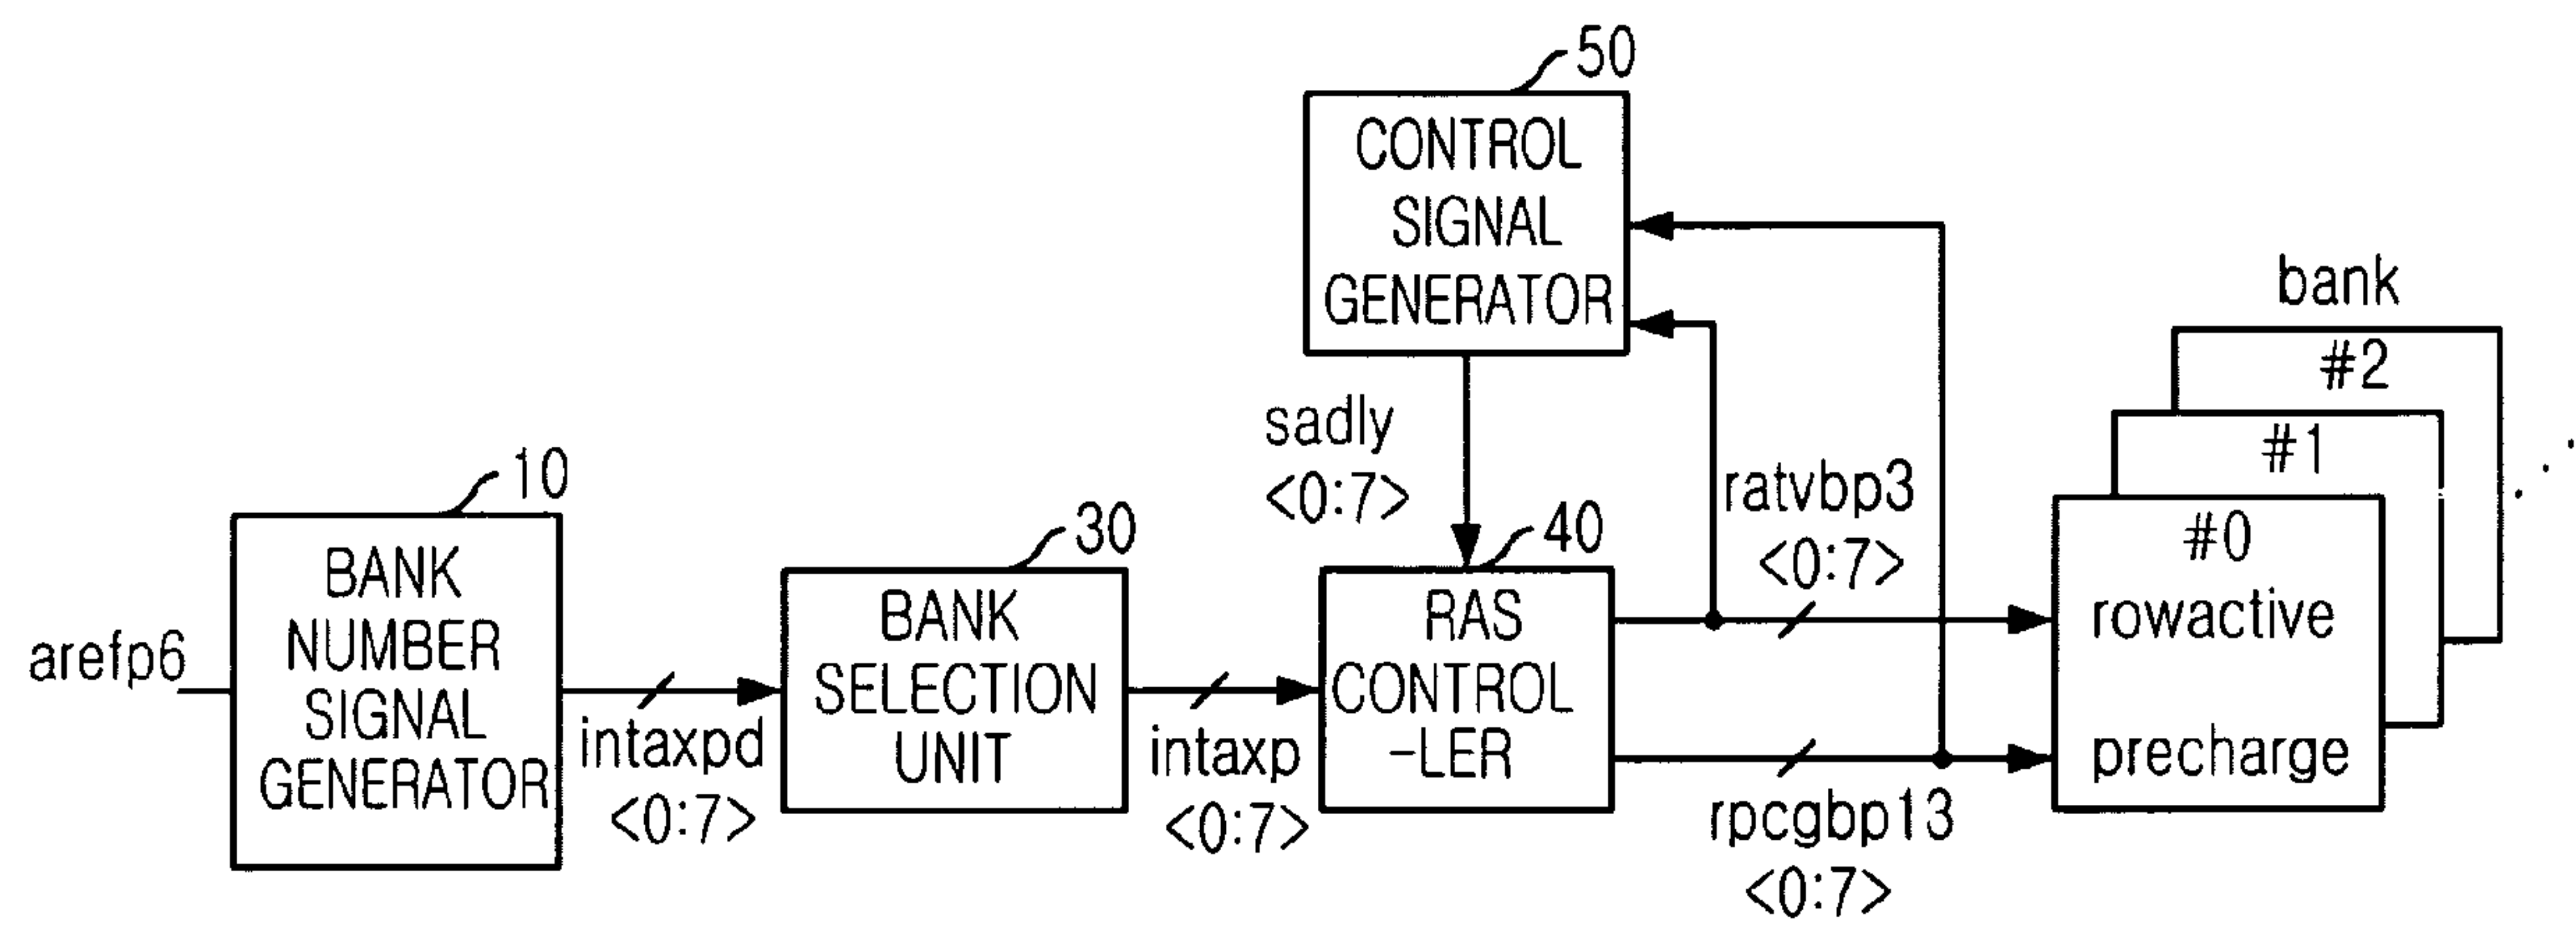 50
CONTROL
SIGNAL
GENERATOR
bank
#2
#1
#0
rowactive
precharge
sadly
<0:7>
ratvbp3
<0:7>
10
BANK
NUMBER
SIGNAL
GENERATOR
arefp6
intaxpd
<0:7>
30
BANK
SELECTION
UNIT
intaxp
<0:7>
40
RAS
CONTROL
-LER
rpcgbp13
<0:7>